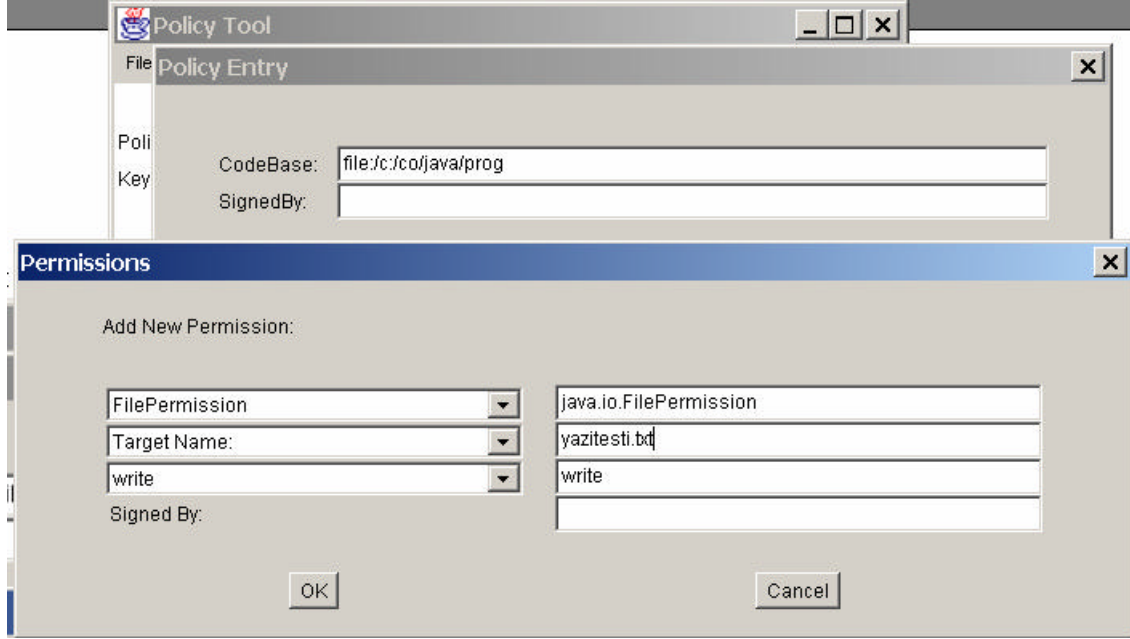 Policy Tool
File
Policy Entry
Poli
CodeBase: file:/c:/co/java/prog
Key
SignedBy:
Permissions
Add New Permission:
FilePermission java.io.FilePermission
Target Name: yazitesti.txt
write write
Signed By:
OK Cancel